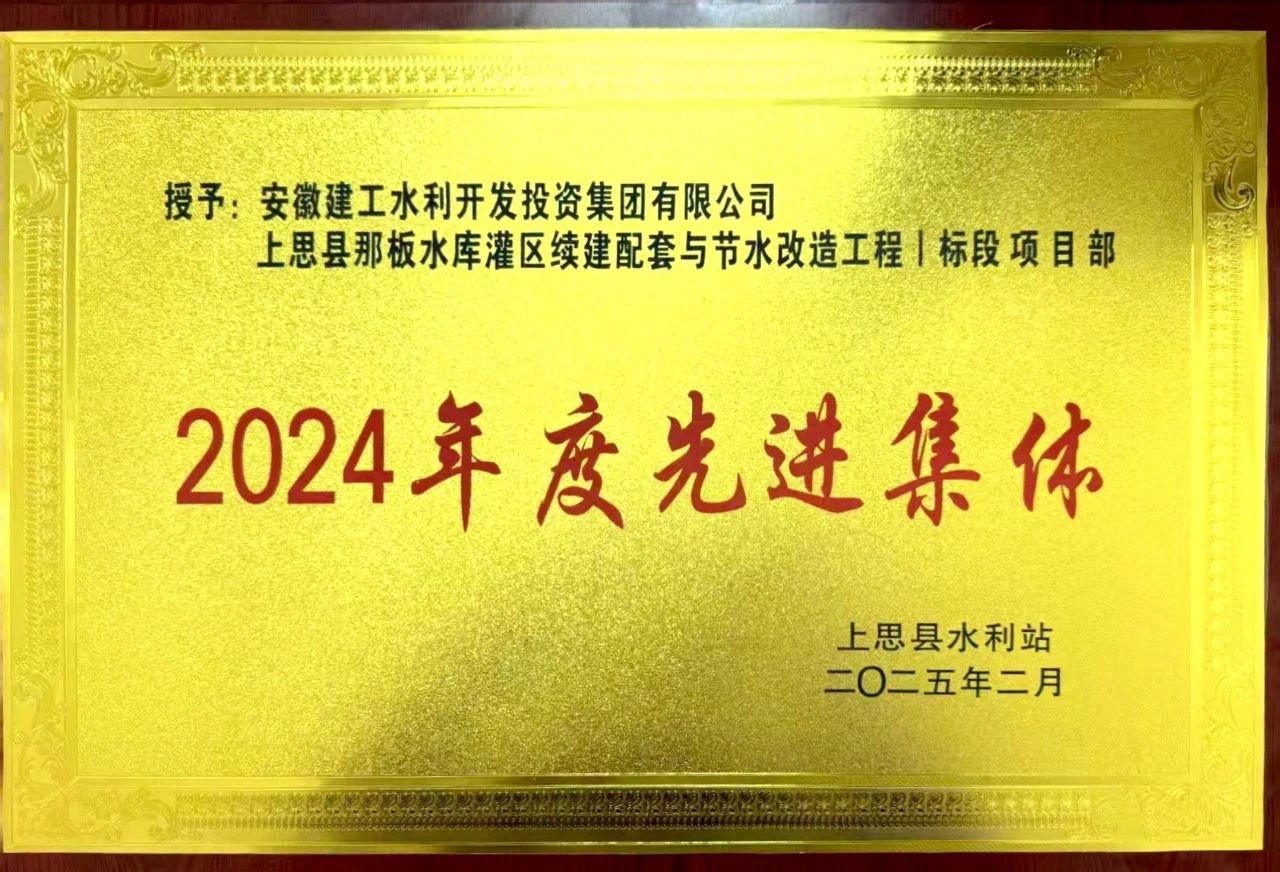 授予：安徽建工水利开发投资集团有限公司
上思县那板水库灌区续建配套与节水改造工程Ⅰ标段项目部
2024年度先进集体
上思县水利站
二〇二五年二月